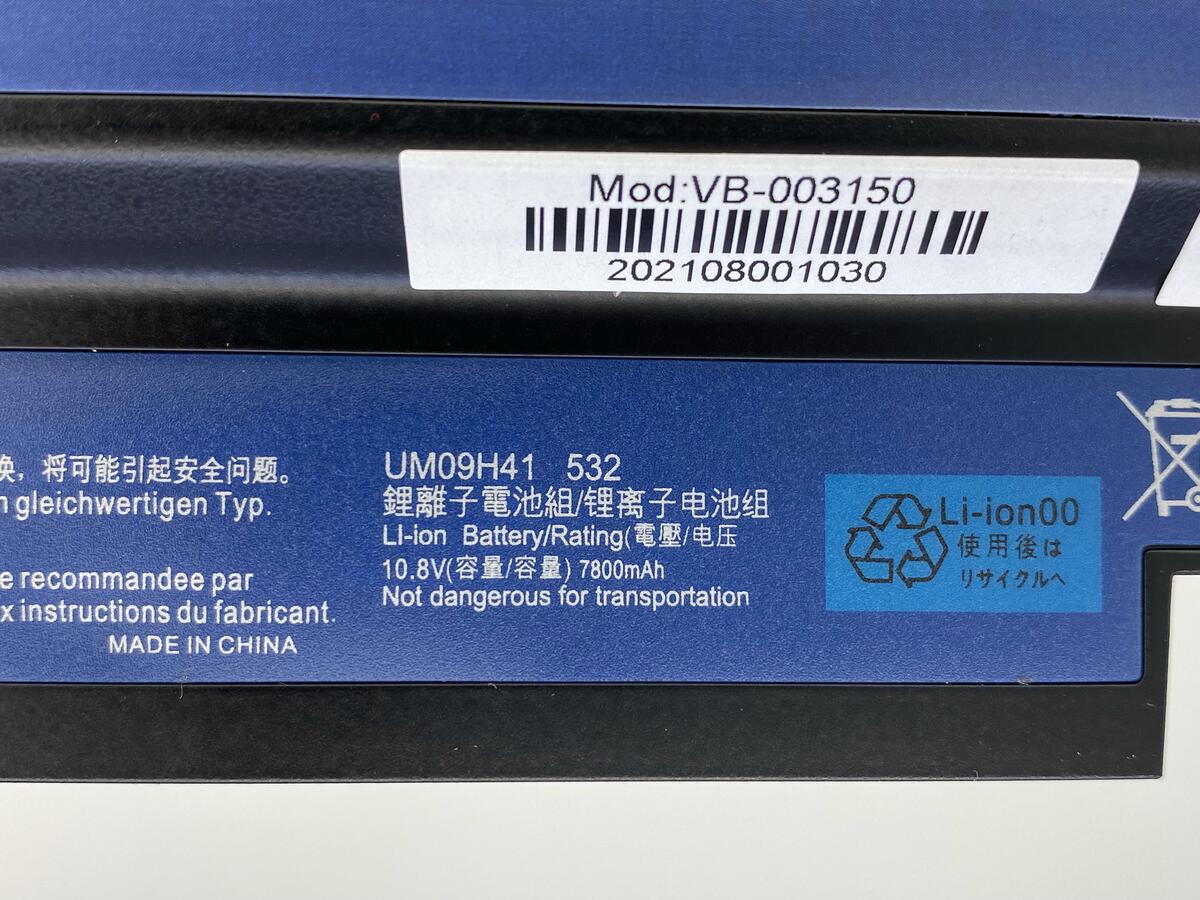 Mod:VB-003150
202108001030
换，将可能引起安全问题。
n gleichwertigen Typ.
e recommandee par
x instructions du fabricant.
MADE IN CHINA
UM09H41 532
鋰離子電池組/锂离子电池组
LI-ion Battery/Rating(電壓/电压
10.8V(容量/容量) 7800mAh
Not dangerous for transportation
Li-ion00
使用後は
リサイクルへ